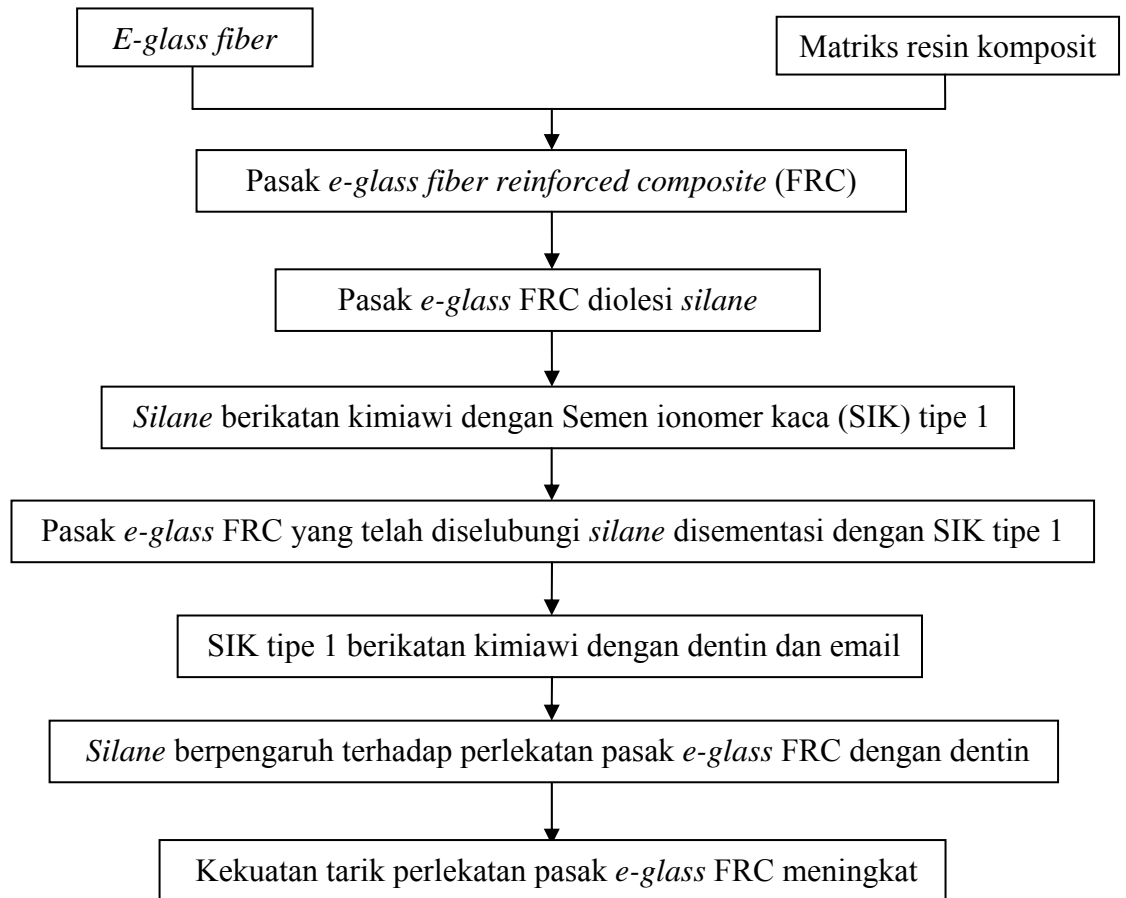 E-glass fiber
Matriks resin komposit
Pasak e-glass fiber reinforced composite (FRC)
Pasak e-glass FRC diolesi silane
Silane berikatan kimiawi dengan Semen ionomer kaca (SIK) tipe 1
Pasak e-glass FRC yang telah diselubungi silane disementasi dengan SIK tipe 1
SIK tipe 1 berikatan kimiawi dengan dentin dan email
Silane berpengaruh terhadap perlekatan pasak e-glass FRC dengan dentin
Kekuatan tarik perlekatan pasak e-glass FRC meningkat